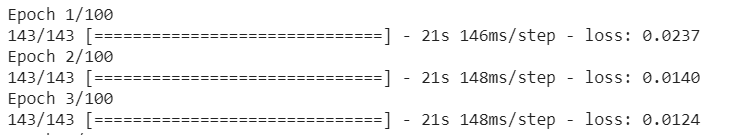 Epoch 1/100
143/143 [==============================] - 21s 146ms/step - loss: 0.0237
Epoch 2/100
143/143 [==============================] - 21s 148ms/step - loss: 0.0140
Epoch 3/100
143/143 [==============================] - 21s 148ms/step - loss: 0.0124